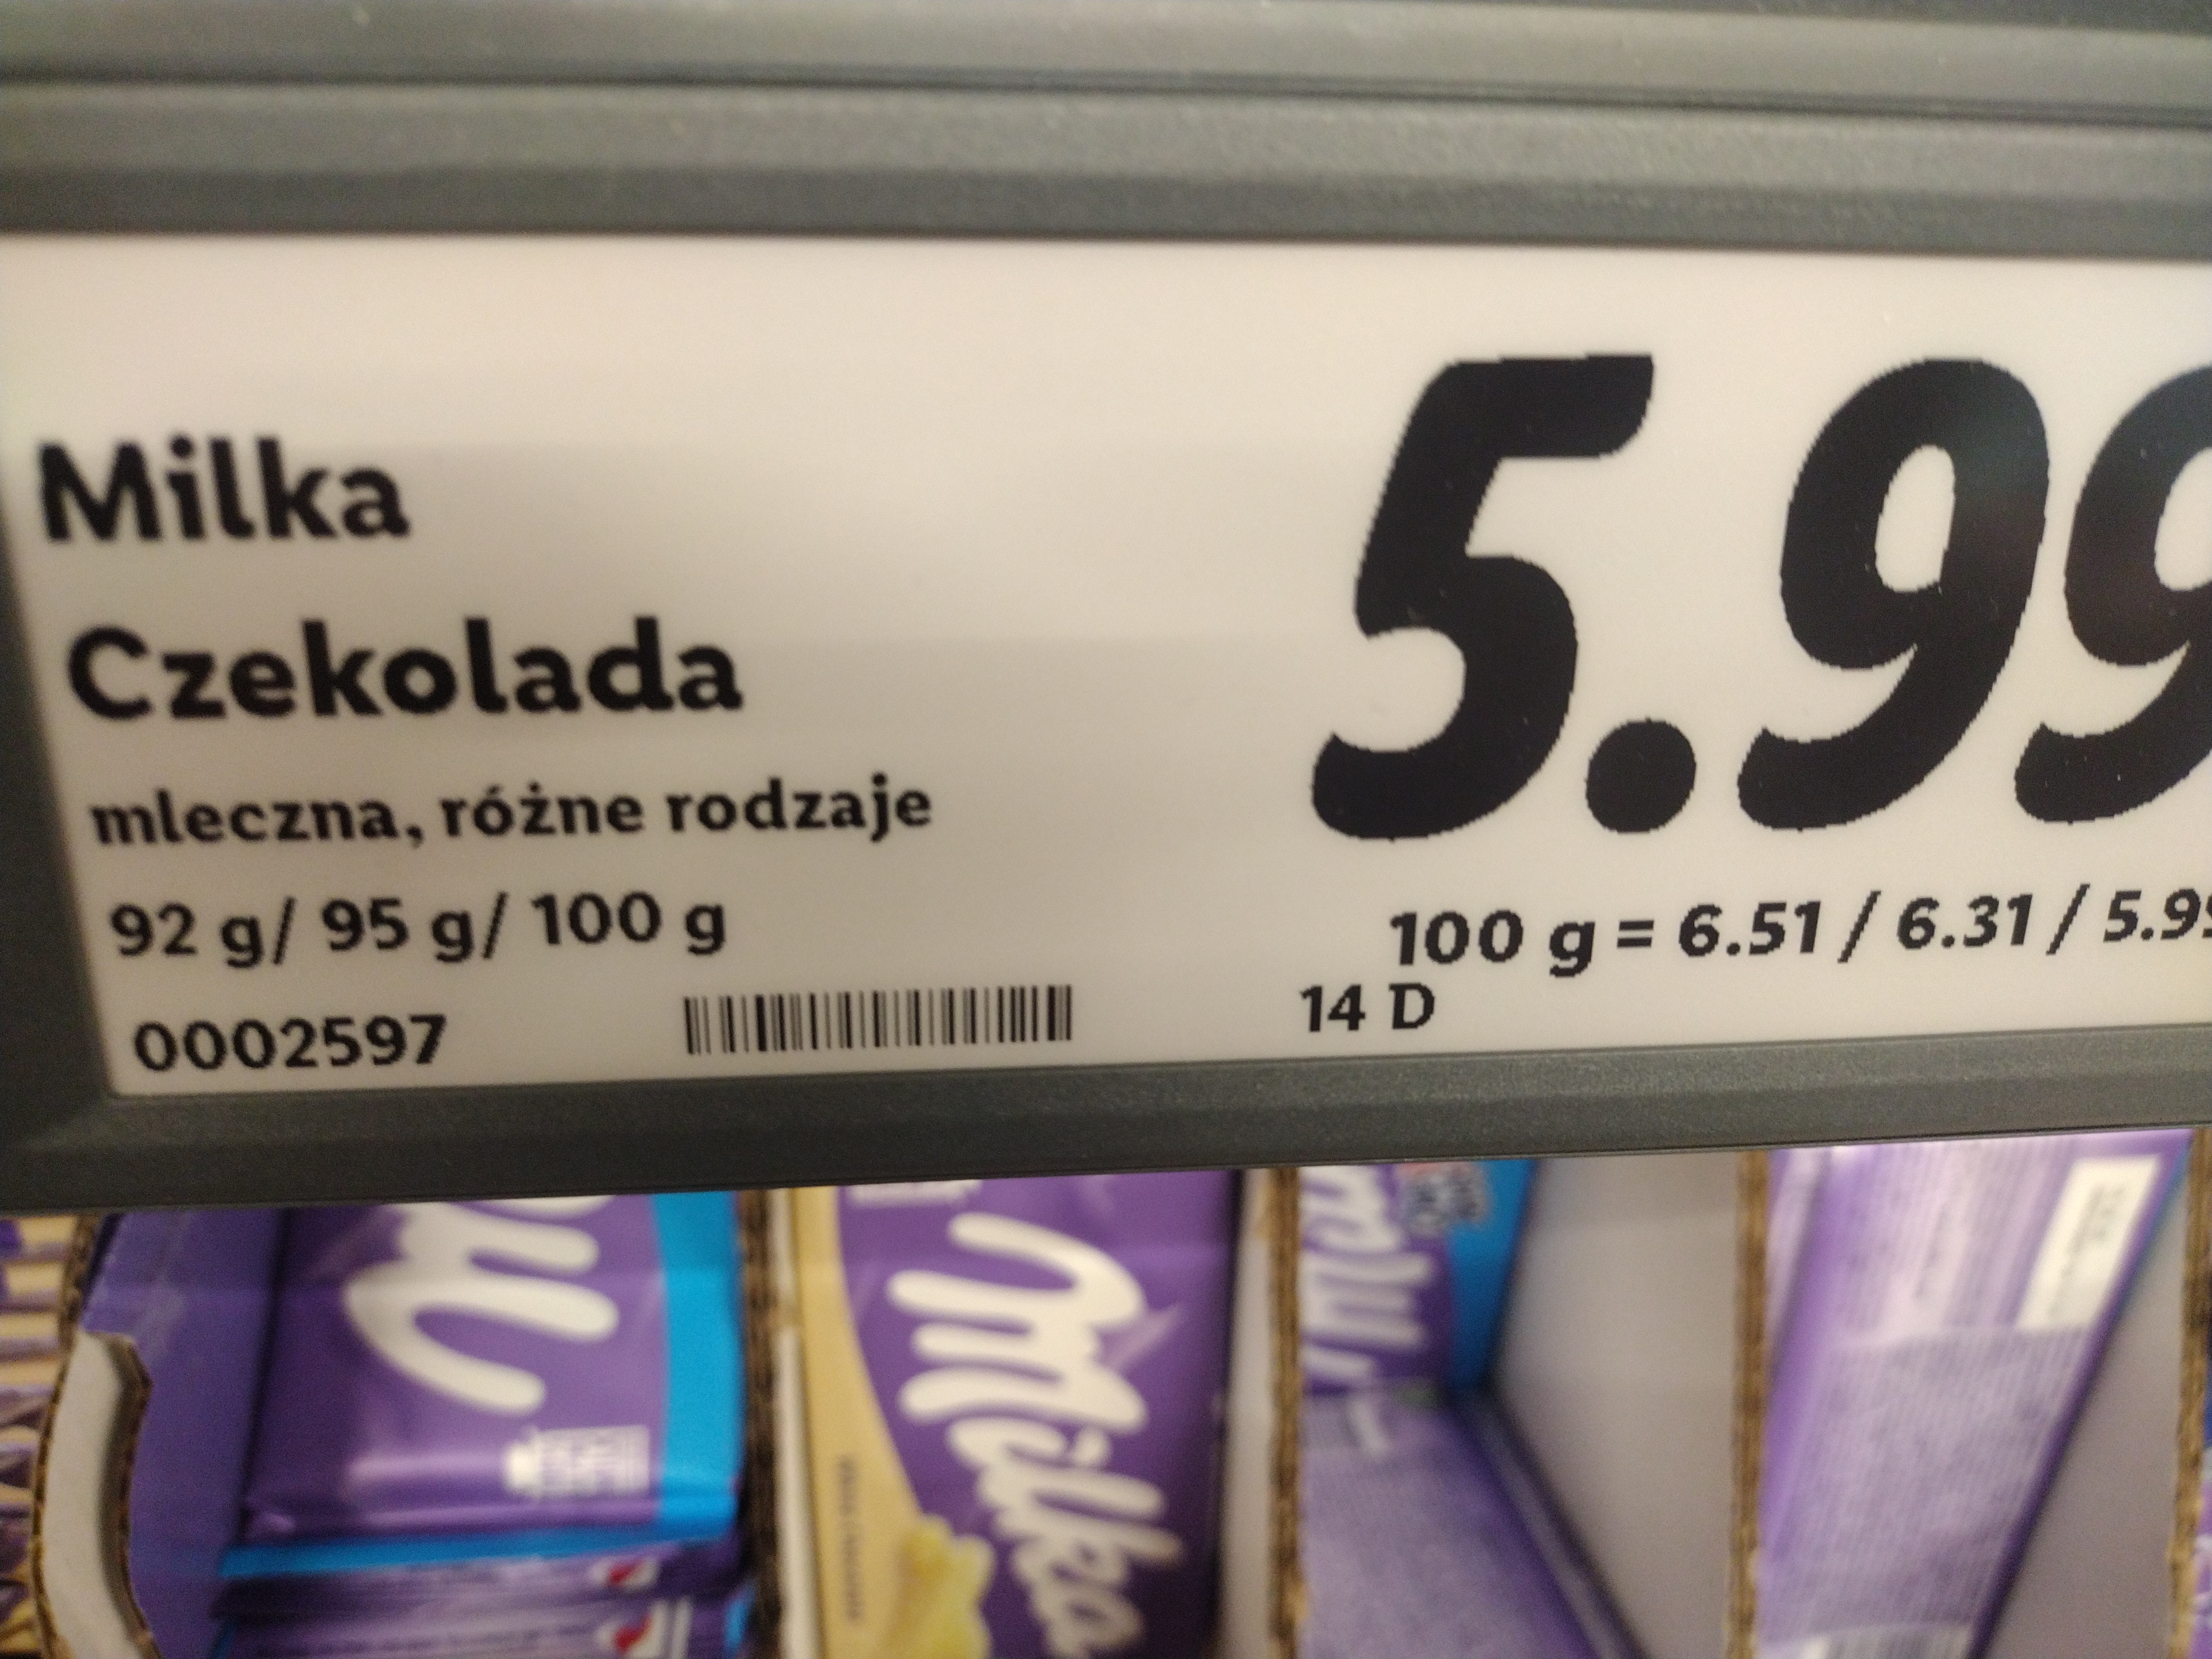 Milka
Czekolada
mleczna, różne rodzaje
92 g/ 95 g/ 100 g
0002597
5.99
100 g = 6.51 / 6.31 / 5.99
14 D
Milka